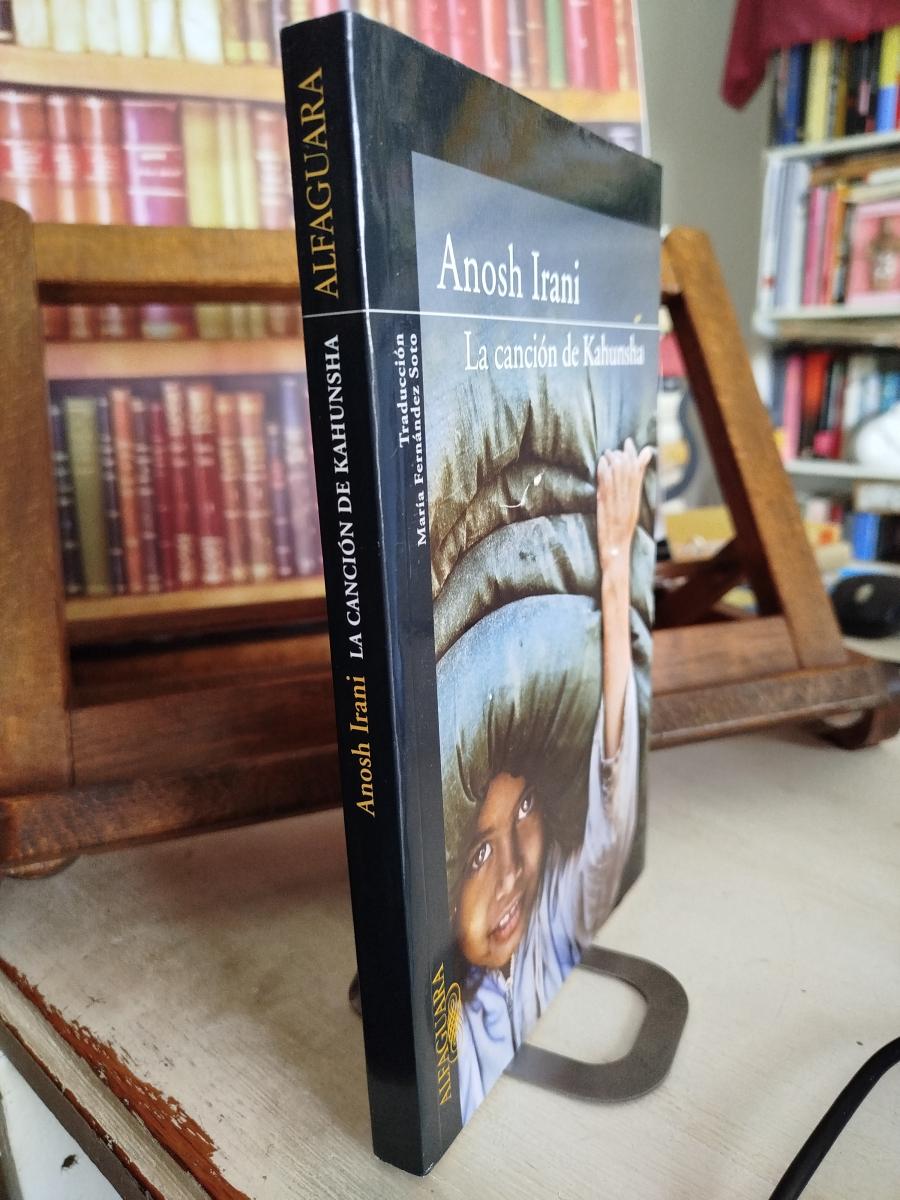 ALFAGUARA
LA CANCIÓN DE KAHUNSHA
Anosh Irani
Anosh Irani
La canción de Kahunsha
Traducción
María Fernández Soto
ALFAGUARA